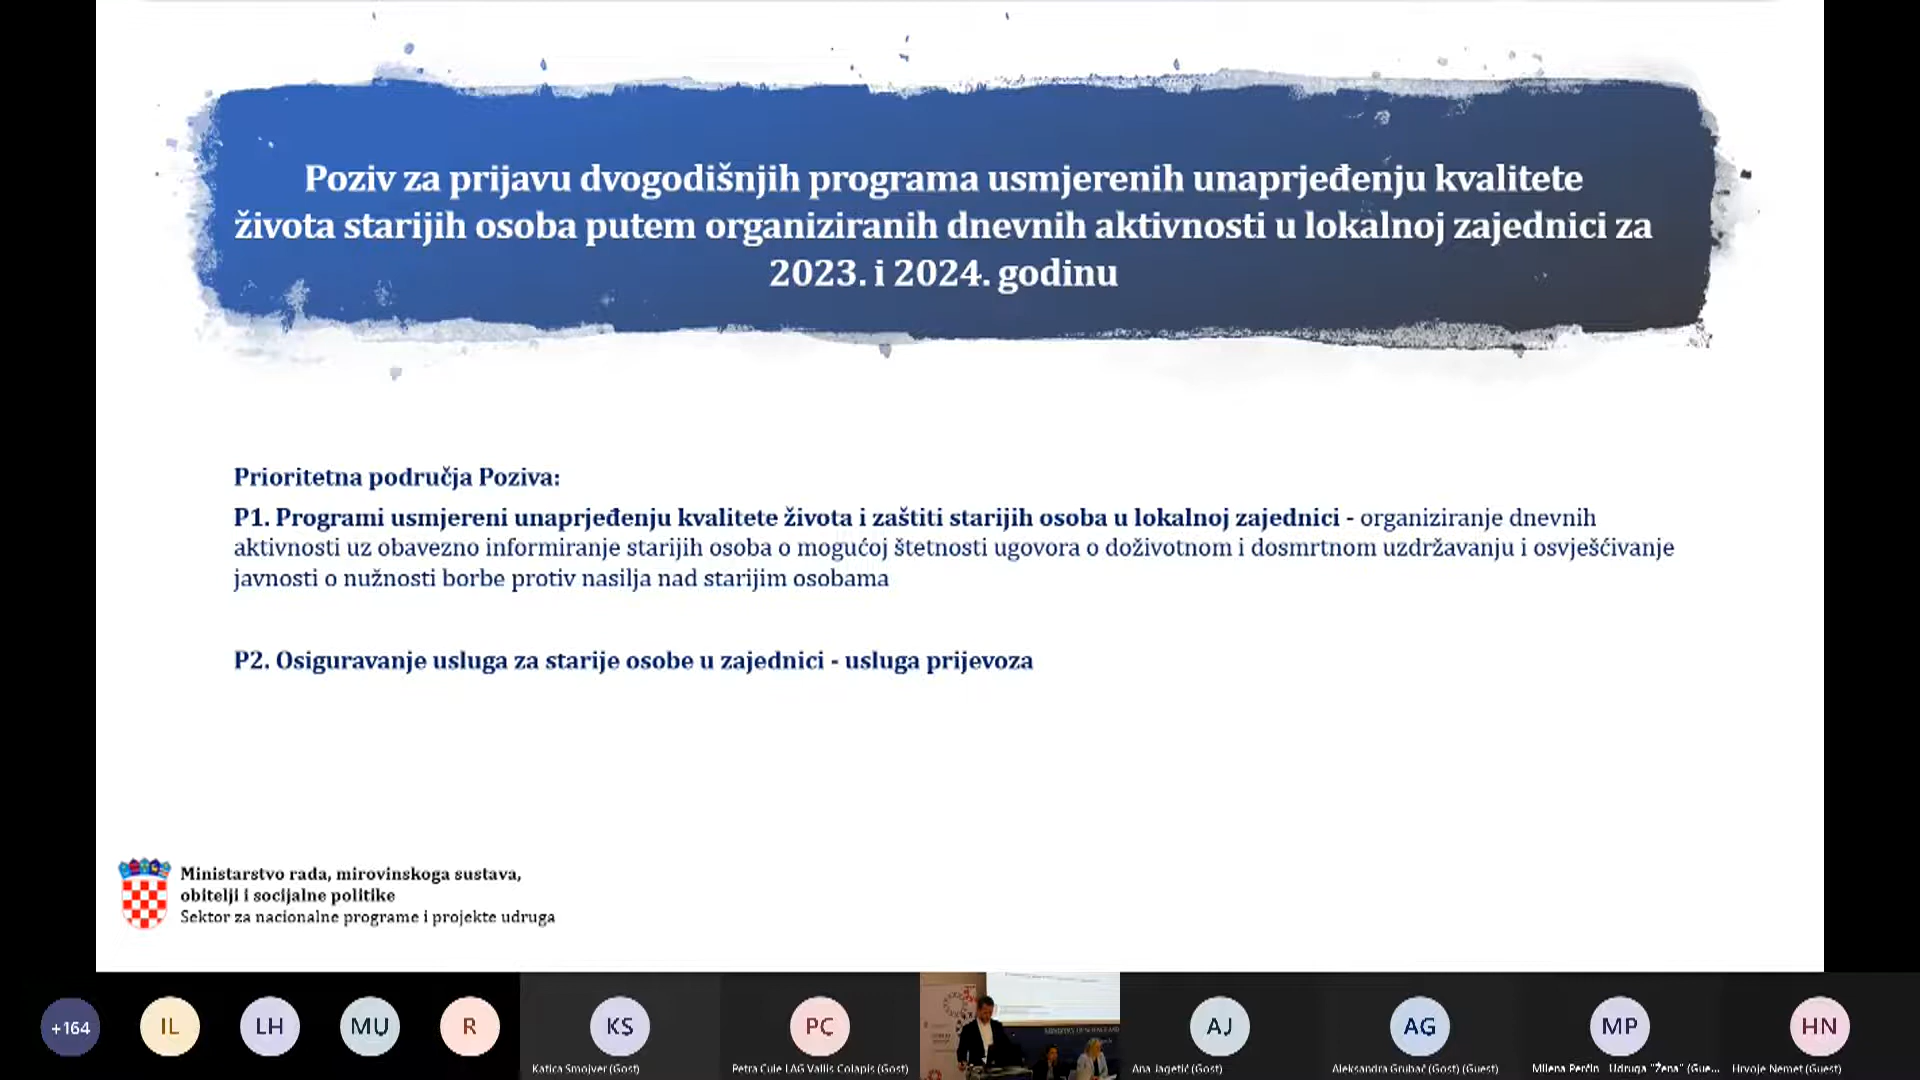 Poziv za prijavu dvogodišnjih programa usmjerenih unaprjeđenju kvalitete
života starijih osoba putem organiziranih dnevnih aktivnosti u lokalnoj zajednici za
2023. i 2024. godinu
Prioritetna područja Poziva:
P1. Programi usmjereni unaprjeđenju kvalitete života i zaštiti starijih osoba u lokalnoj zajednici - organiziranje dnevnih
aktivnosti uz obavezno informiranje starijih osoba o mogućoj štetnosti ugovora o doživotnom i dosmrtnom uzdržavanju i osvješćivanje
javnosti o nužnosti borbe protiv nasilja nad starijim osobama
P2. Osiguravanje usluga za starije osobe u zajednici - usluga prijevoza
Ministarstvo rada, mirovinskoga sustava,
obitelji i socijalne politike
Sektor za nacionalne programe i projekte udruga
+164
IL
LH
MU
R
KS
PC
AJ
AG
MP
HN
Katica Smojver (Gost)
Petra Cule LAG Vallis Colapis (Gost)
Ana Jagetić (Gost)
Aleksandra Grubač (Gost) (Guest)
Milena Perčin - Udruga "Žena" (Gue...
Hrvoje Nemet (Guest)